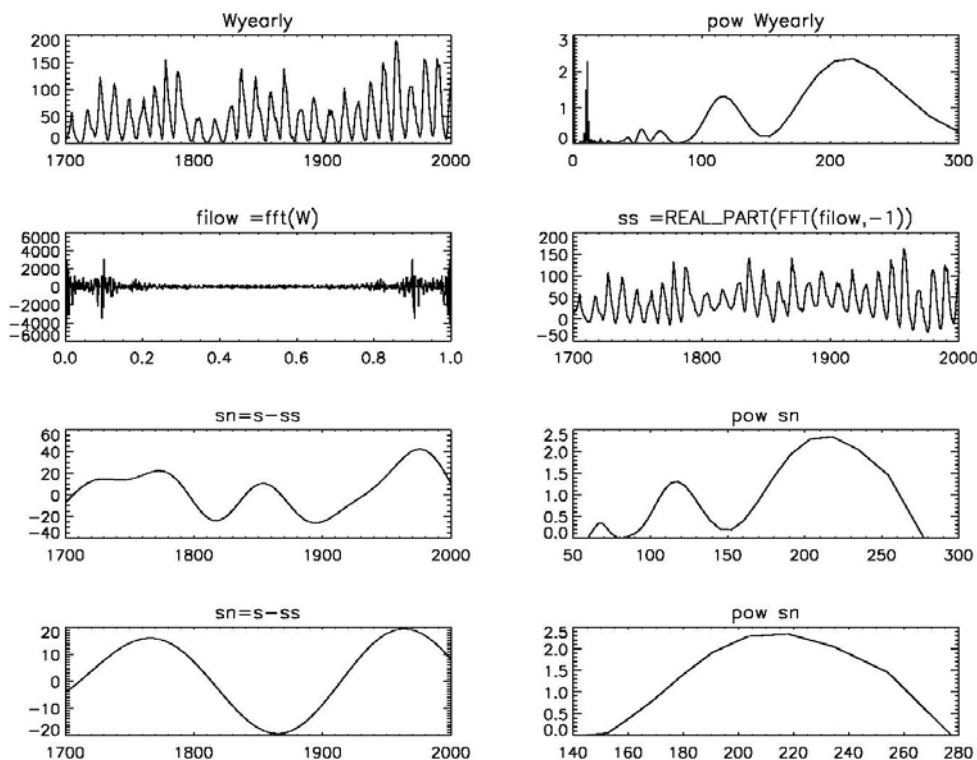 Wyearly
200
150
100
50
0
1700 1800 1900 2000
pow Wyearly
3
2
1
0
0 100 200 300
filow =fft(W)
6000
4000
2000
0
-2000
-4000
-6000
0.0 0.2 0.4 0.6 0.8 1.0
ss =REAL_PART(FFT(filow,-1))
200
150
100
50
0
-50
1700 1800 1900 2000
sn=s-ss
60
40
20
0
-20
-40
1700 1800 1900 2000
pow sn
2.5
2.0
1.5
1.0
0.5
0.0
50 100 150 200 250 300
sn=s-ss
20
10
0
-10
-20
1700 1800 1900 2000
pow sn
2.5
2.0
1.5
1.0
0.5
0.0
140 160 180 200 220 240 260 280